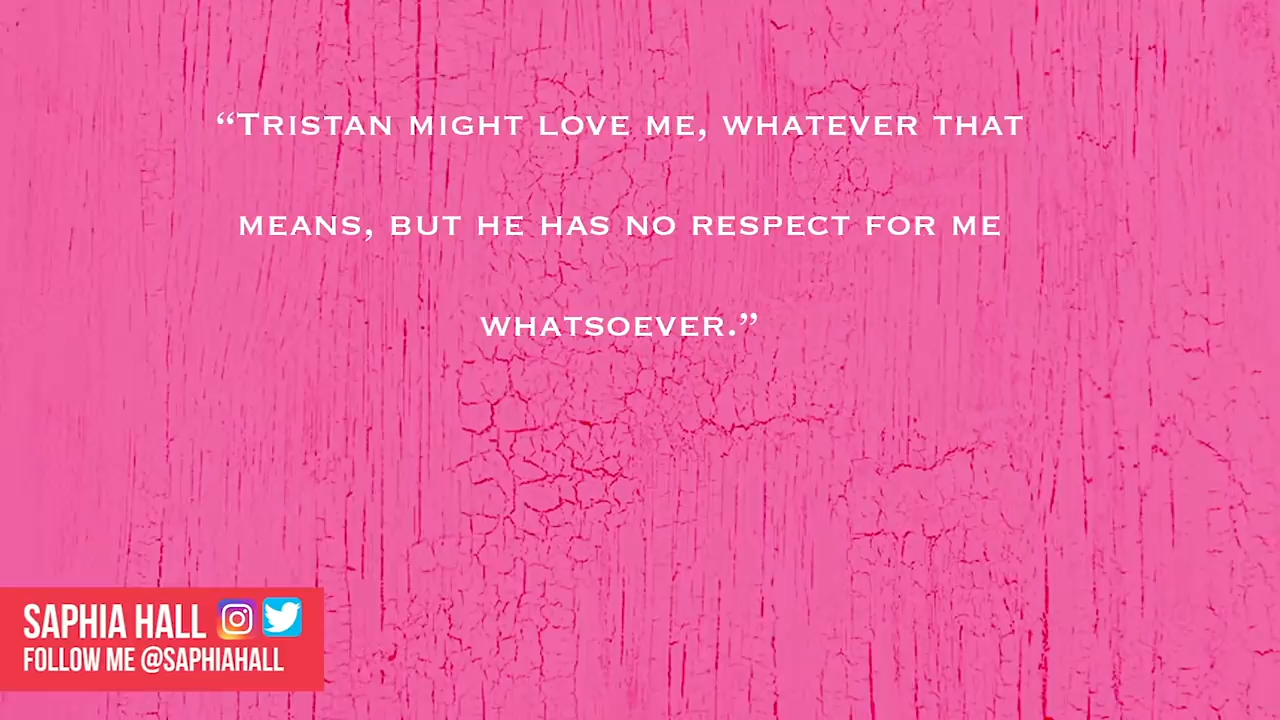 “Tristan might love me, whatever that
means, but he has no respect for me
whatsoever.”
SAPHIA HALL
FOLLOW ME @SAPHIAHALL